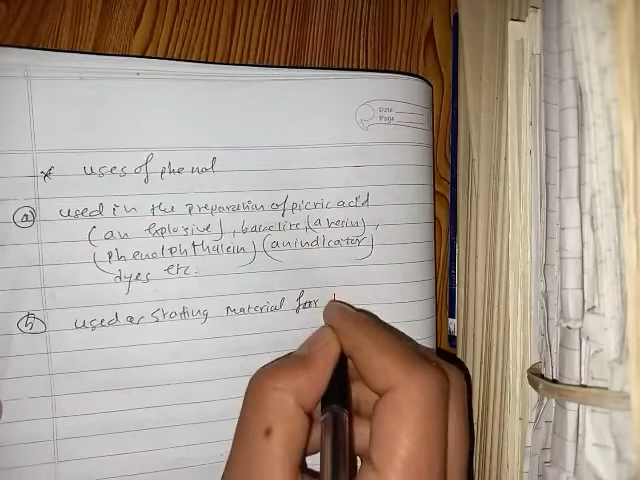 Date
Page
* uses of phenol
(a) used in the preparation of picric acid
(an explosive), bacelire, (a resin),
(phenolphthalein) (an indicator)
dyes etc.
(b) used as starting material for